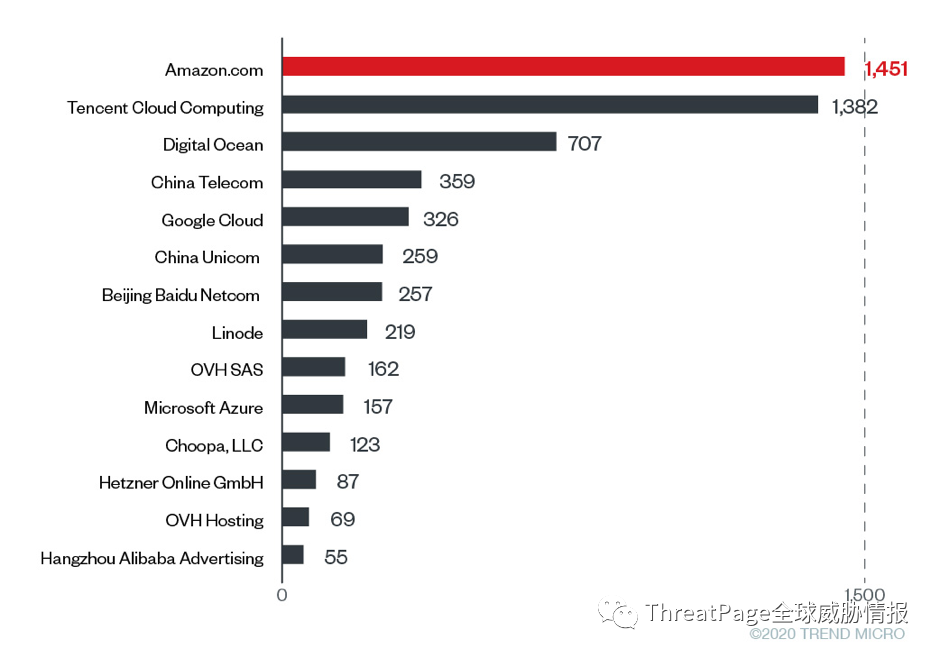 Amazon.com 1,451
Tencent Cloud Computing 1,382
Digital Ocean 707
China Telecom 359
Google Cloud 326
China Unicom 259
Beijing Baidu Netcom 257
Linode 219
OVH SAS 162
Microsoft Azure 157
Choopa, LLC 123
Hetzner Online GmbH 87
OVH Hosting 69
Hangzhou Alibaba Advertising 55
0 1,500
ThreatPage全球威胁情报
©2020 TREND MICRO